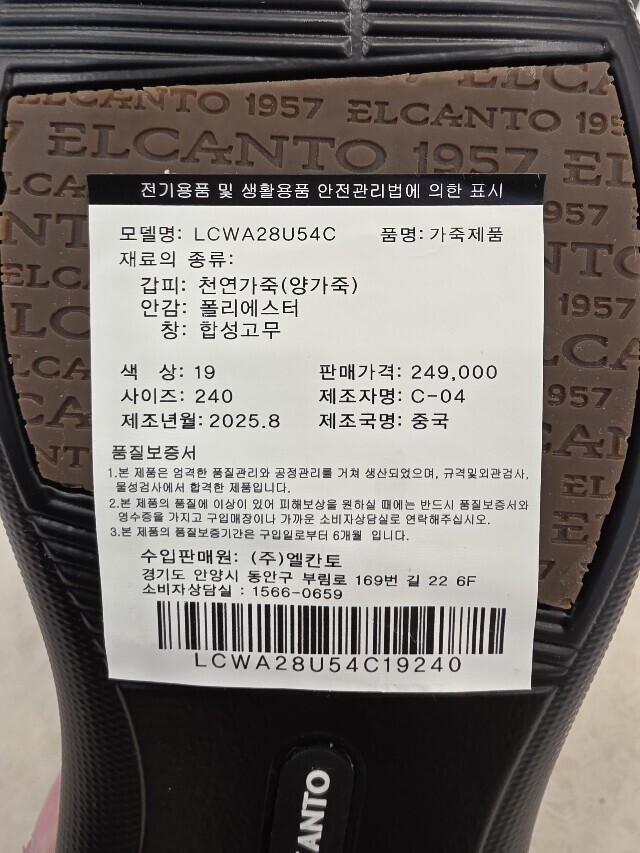 ELCANTO 1957 ELCANTO 195
ELCANTO 1957
전기용품 및 생활용품 안전관리법에 의한 표시
모델명: LCWA28U54C 품명: 가죽제품
재료의 종류:
갑피: 천연가죽(양가죽)
안감: 폴리에스터
창: 합성고무
색 상: 19 판매가격: 249,000
사이즈: 240 제조자명: C-04
제조년월: 2025.8 제조국명: 중국
품질보증서
1.본 제품은 엄격한 품질관리와 공정관리를 거쳐 생산되었으며, 규격및외관검사,
물성검사에서 합격한 제품입니다.
2.본 제품의 품질에 이상이 있어 피해보상을 원하실 때에는 반드시 품질보증서와
영수증을 가지고 구입매장이나 가까운 소비자상담실로 연락해주십시오.
3.본 제품의 품질보증기간은 구입일로부터 6개월 입니다.
수입판매원: (주)엘칸토
경기도 안양시 동안구 부림로 169번 길 22 6F
소비자상담실 : 1566-0659
LCWA28U54C19240
957
1957
957
CANTO